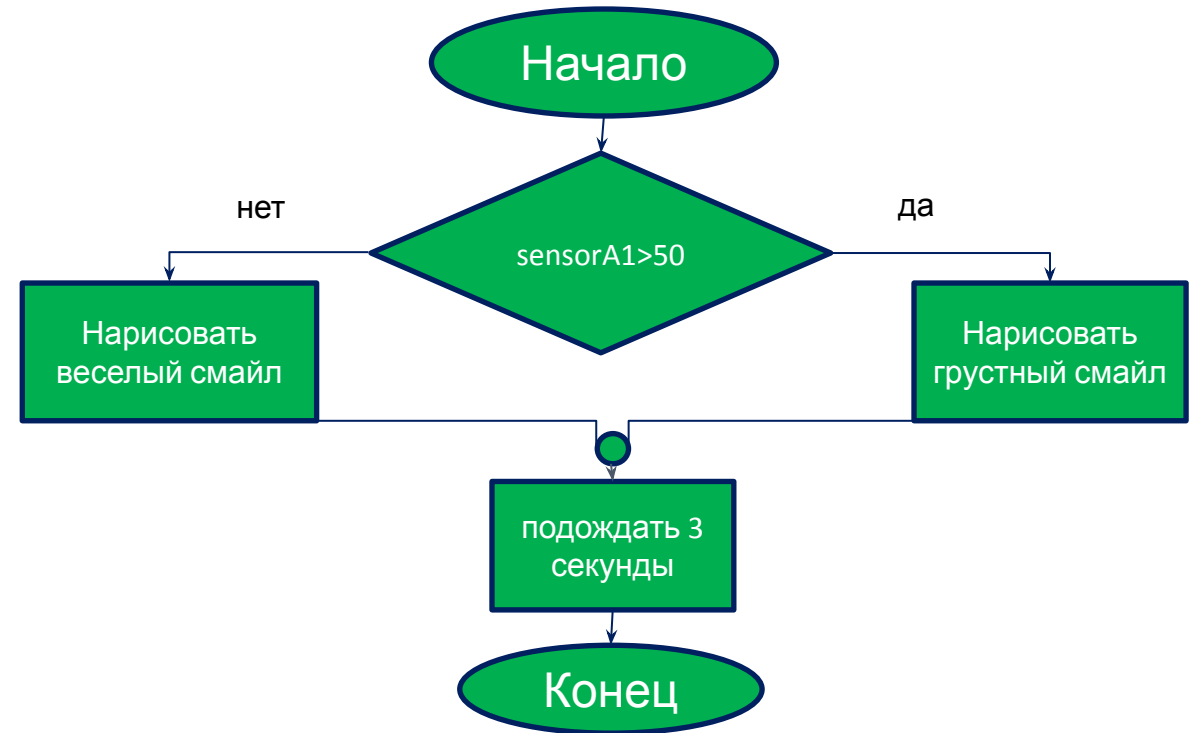 Начало
нет
да
sensorA1>50
Нарисовать
веселый смайл
Нарисовать
грустный смайл
подождать 3
секунды
Конец